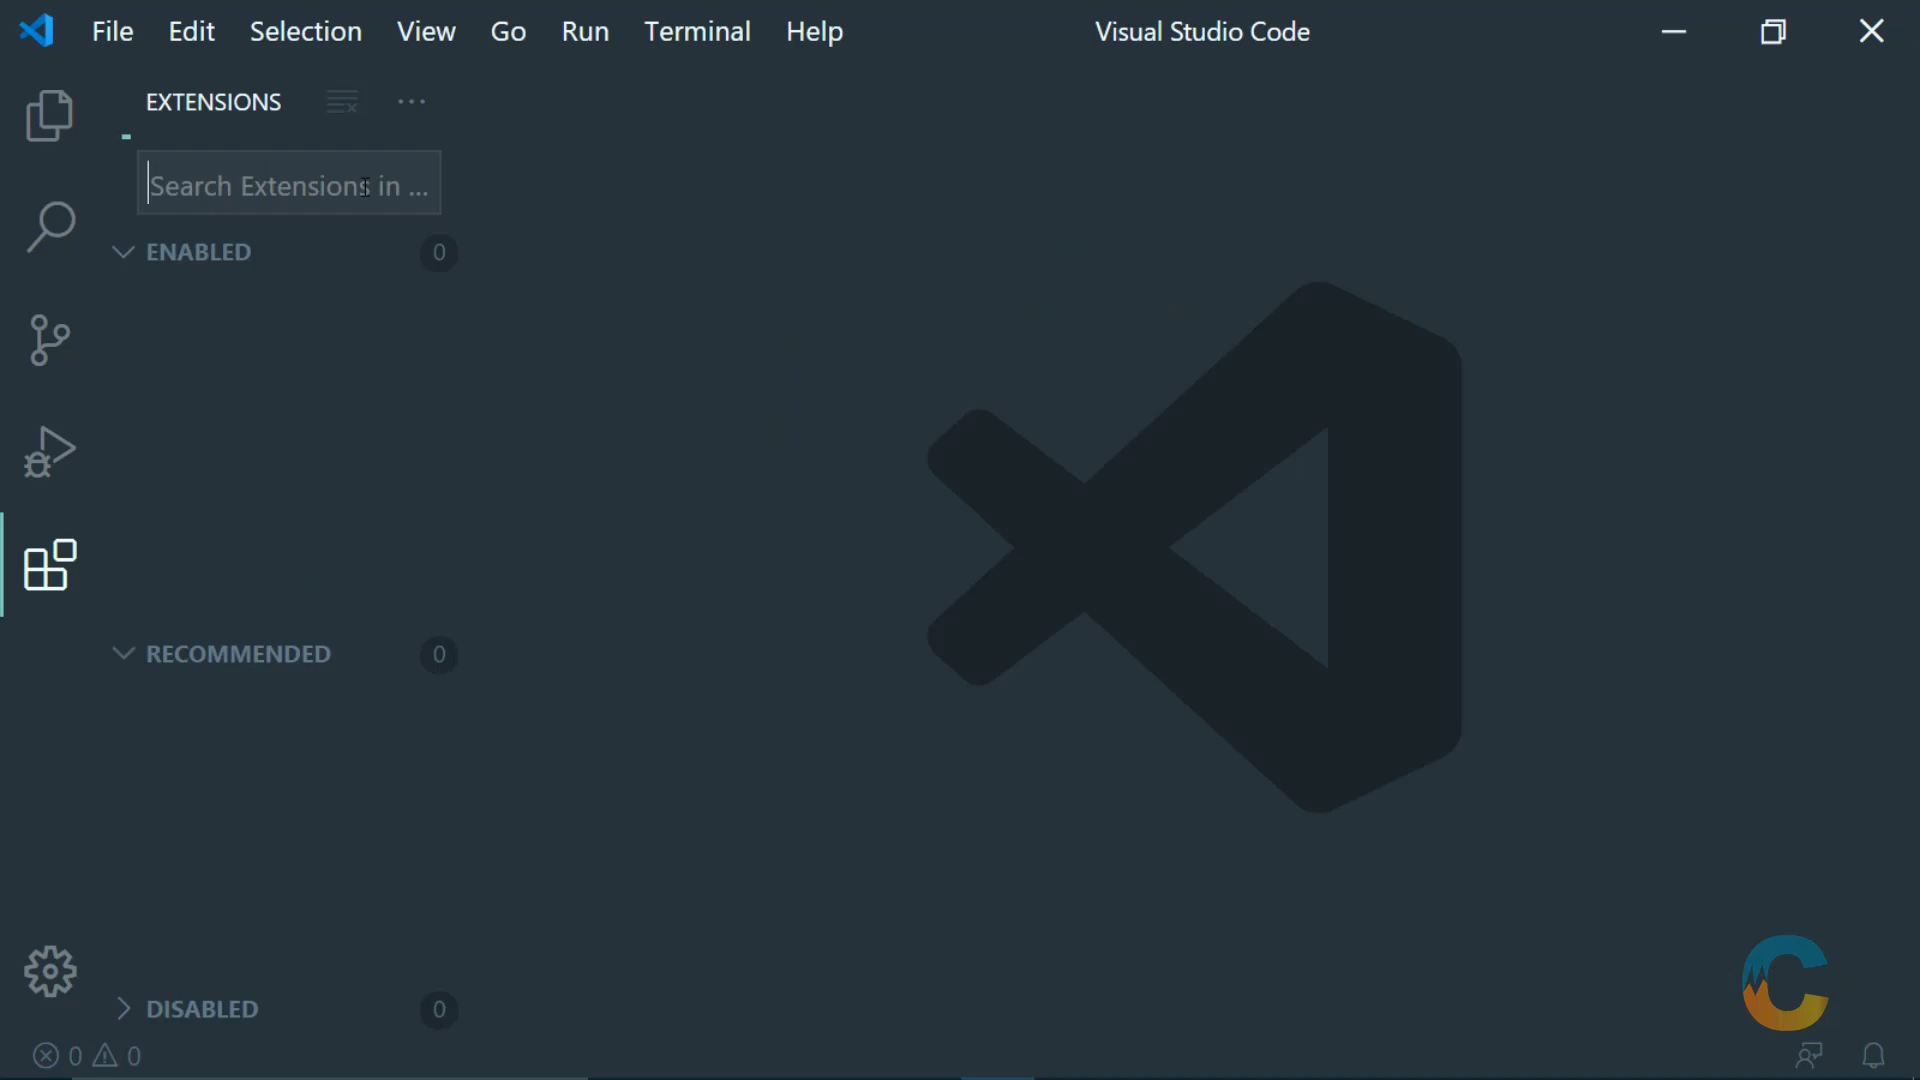 File Edit Selection View Go Run Terminal Help Visual Studio Code
EXTENSIONS
Search Extensions in ...
ENABLED 0
RECOMMENDED 0
DISABLED 0
0 0
C